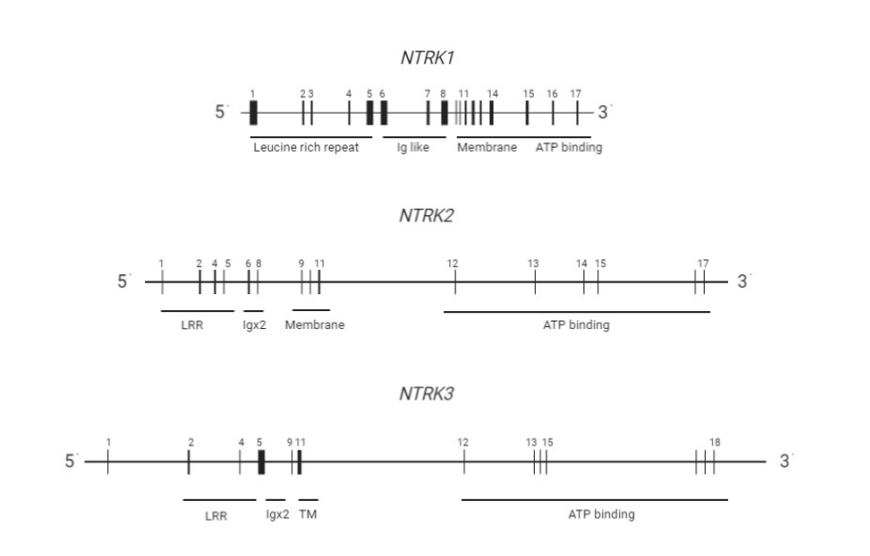 NTRK1
1 2 3 4 5 6 7 8 11 14 15 16 17
5' 3'
Leucine rich repeat Ig like Membrane ATP binding
NTRK2
1 2 4 5 6 8 9 11 12 13 14 15 17
5' 3'
LRR Igx2 Membrane ATP binding
NTRK3
1 2 4 5 9 11 12 13 15 18
5' 3'
LRR Igx2 TM ATP binding